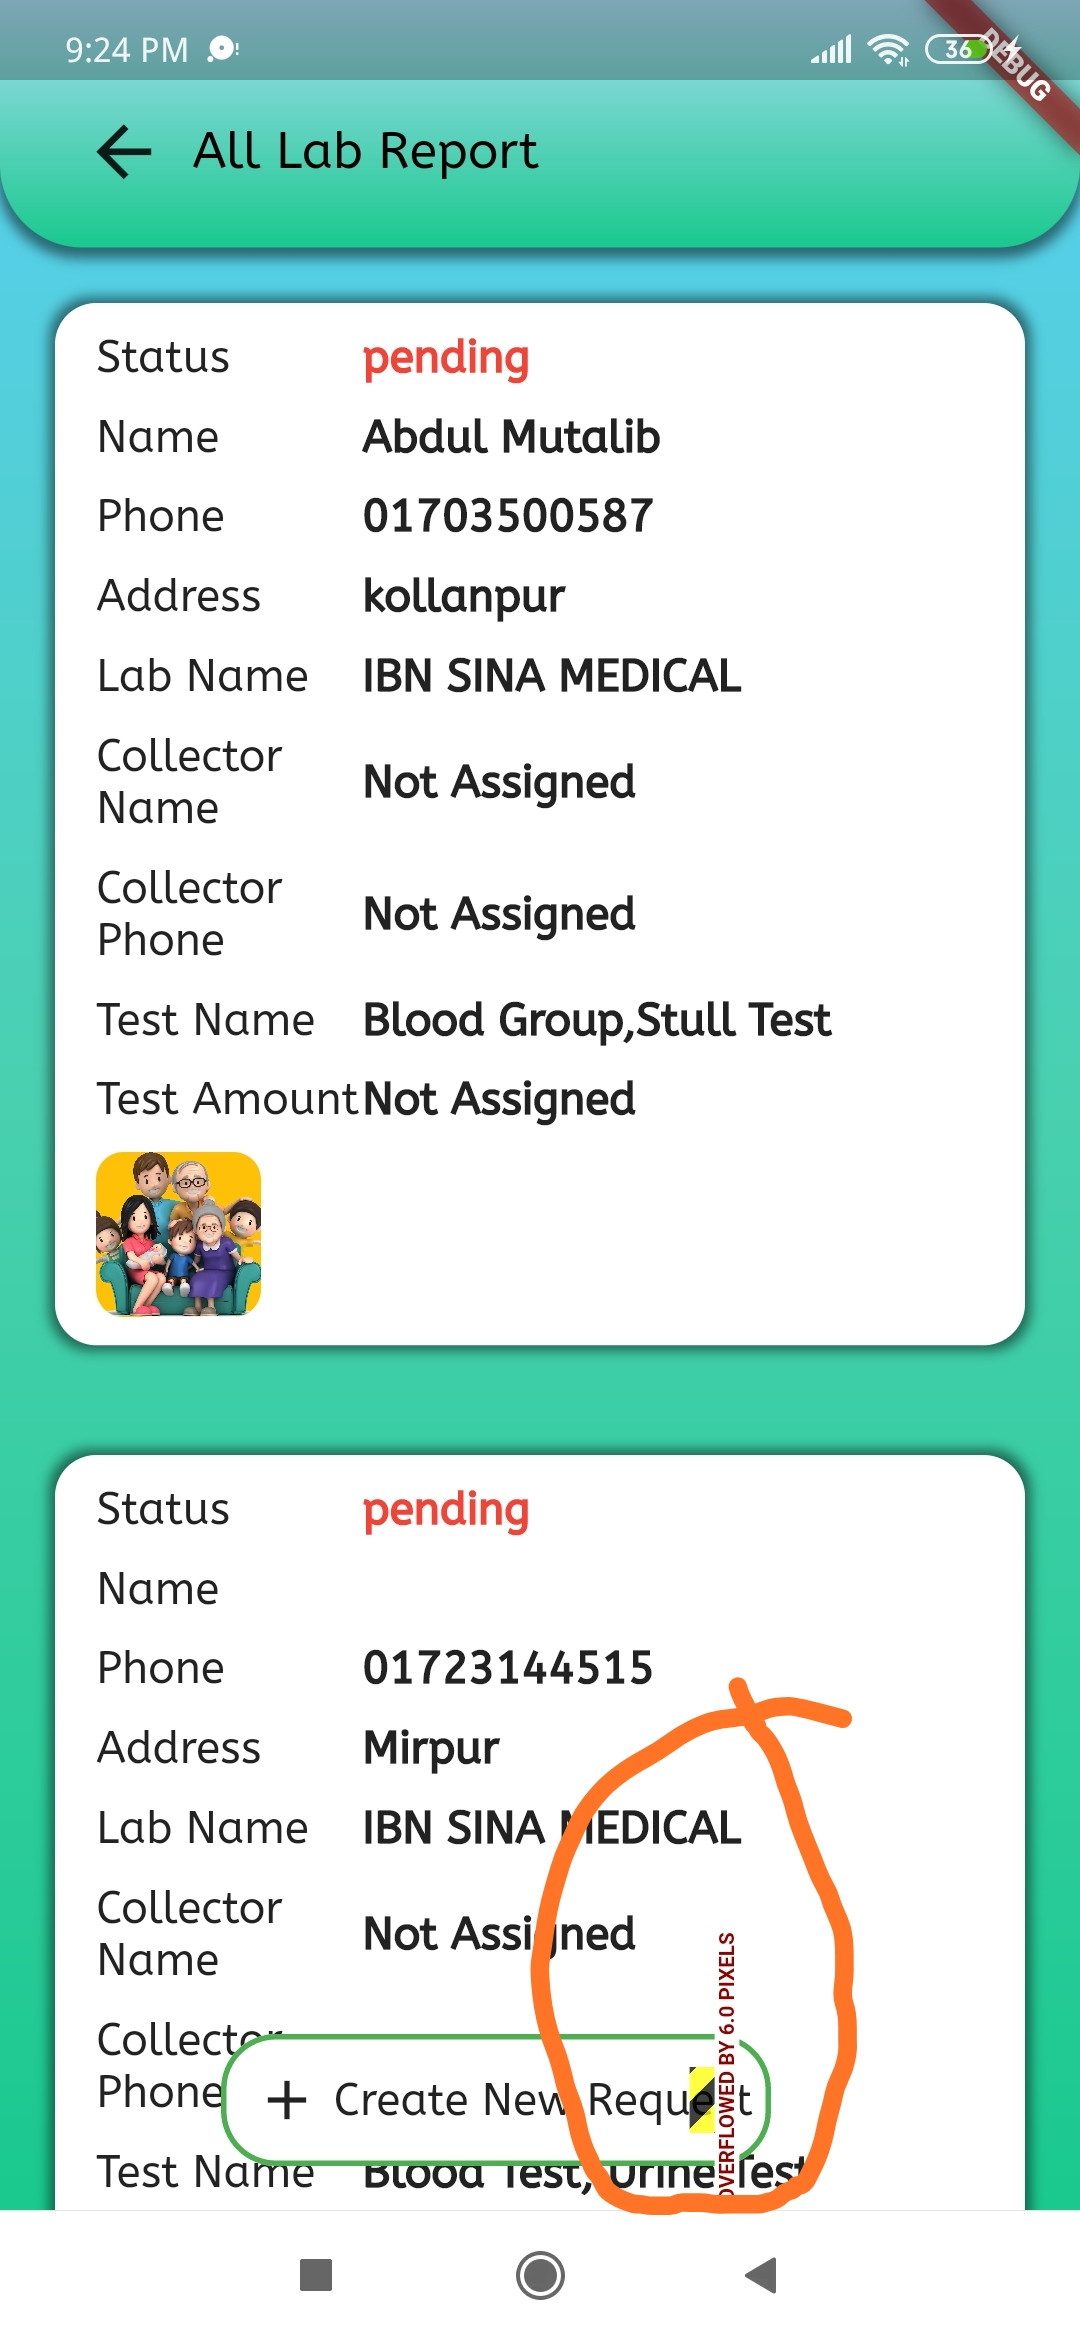 9:24 PM
36
DEBUG
All Lab Report
Status pending
Name Abdul Mutalib
Phone 01703500587
Address kollanpur
Lab Name IBN SINA MEDICAL
Collector
Name Not Assigned
Collector
Phone Not Assigned
Test Name Blood Group,Stull Test
Test Amount Not Assigned
Status pending
Name
Phone 01723144515
Address Mirpur
Lab Name IBN SINA MEDICAL
Collector
Name Not Assigned
Collector
Phone
+ Create New Request
OVERFLOWED BY 6.0 PIXELS
Test Name Blood Test, Urine Test